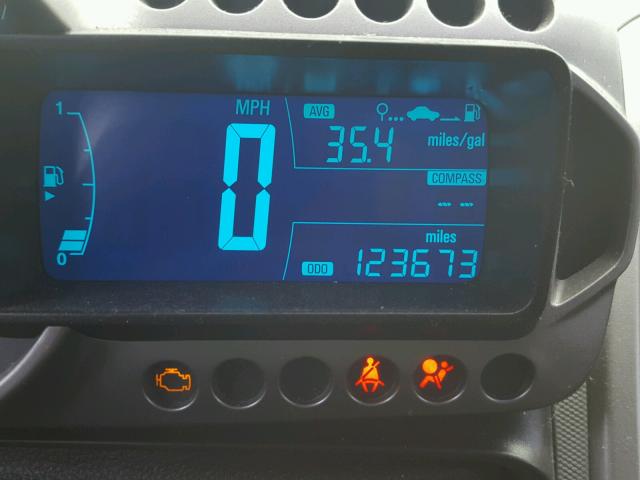 1
MPH
AVG
35.4 miles/gal
0
COMPASS
-- --
0
miles
ODO 123673